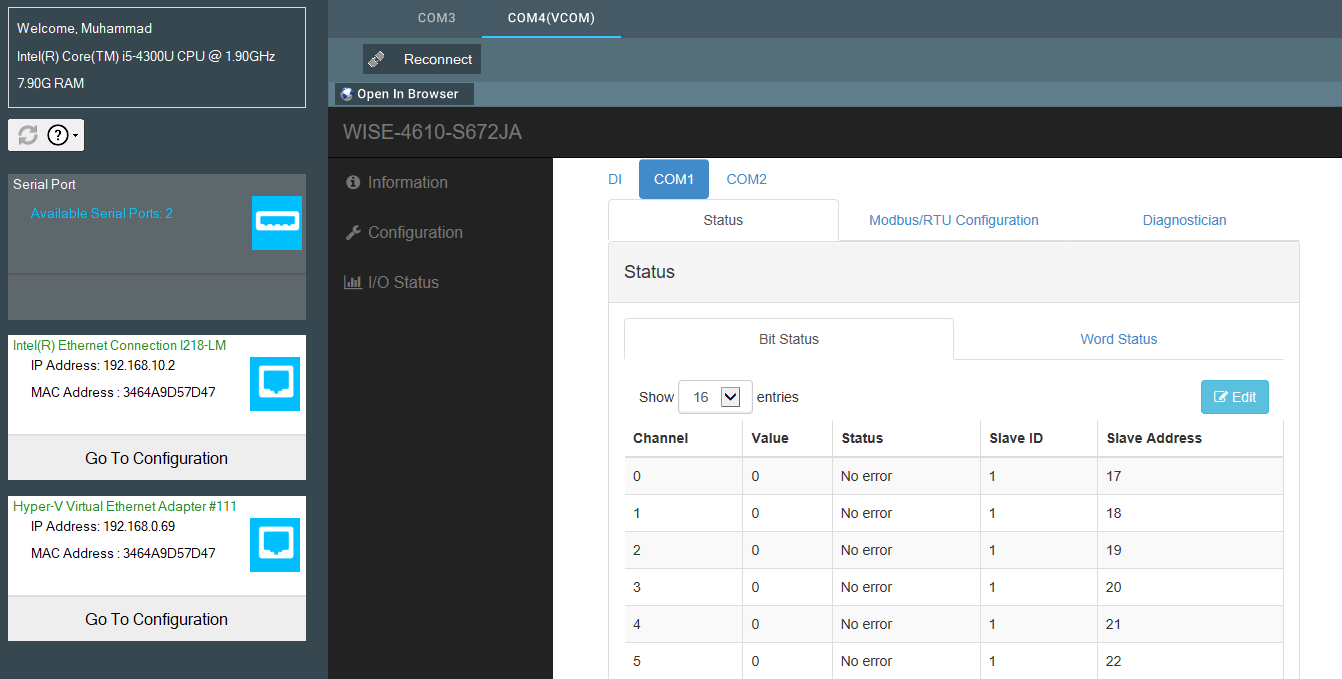 Welcome, Muhammad
Intel(R) Core(TM) i5-4300U CPU @ 1.90GHz
7.90G RAM
?
Serial Port
Available Serial Ports: 2
Intel(R) Ethernet Connection I218-LM
IP Address: 192.168.10.2
MAC Address : 3464A9D57D47
Go To Configuration
Hyper-V Virtual Ethernet Adapter #111
IP Address: 192.168.0.69
MAC Address : 3464A9D57D47
Go To Configuration
COM3 COM4(VCOM)
Reconnect
Open In Browser
WISE-4610-S672JA
Information
Configuration
I/O Status
DI COM1 COM2
Status Modbus/RTU Configuration Diagnostician
Status
Bit Status Word Status
Show 16 entries Edit
Channel Value Status Slave ID Slave Address
0 0 No error 1 17
1 0 No error 1 18
2 0 No error 1 19
3 0 No error 1 20
4 0 No error 1 21
5 0 No error 1 22